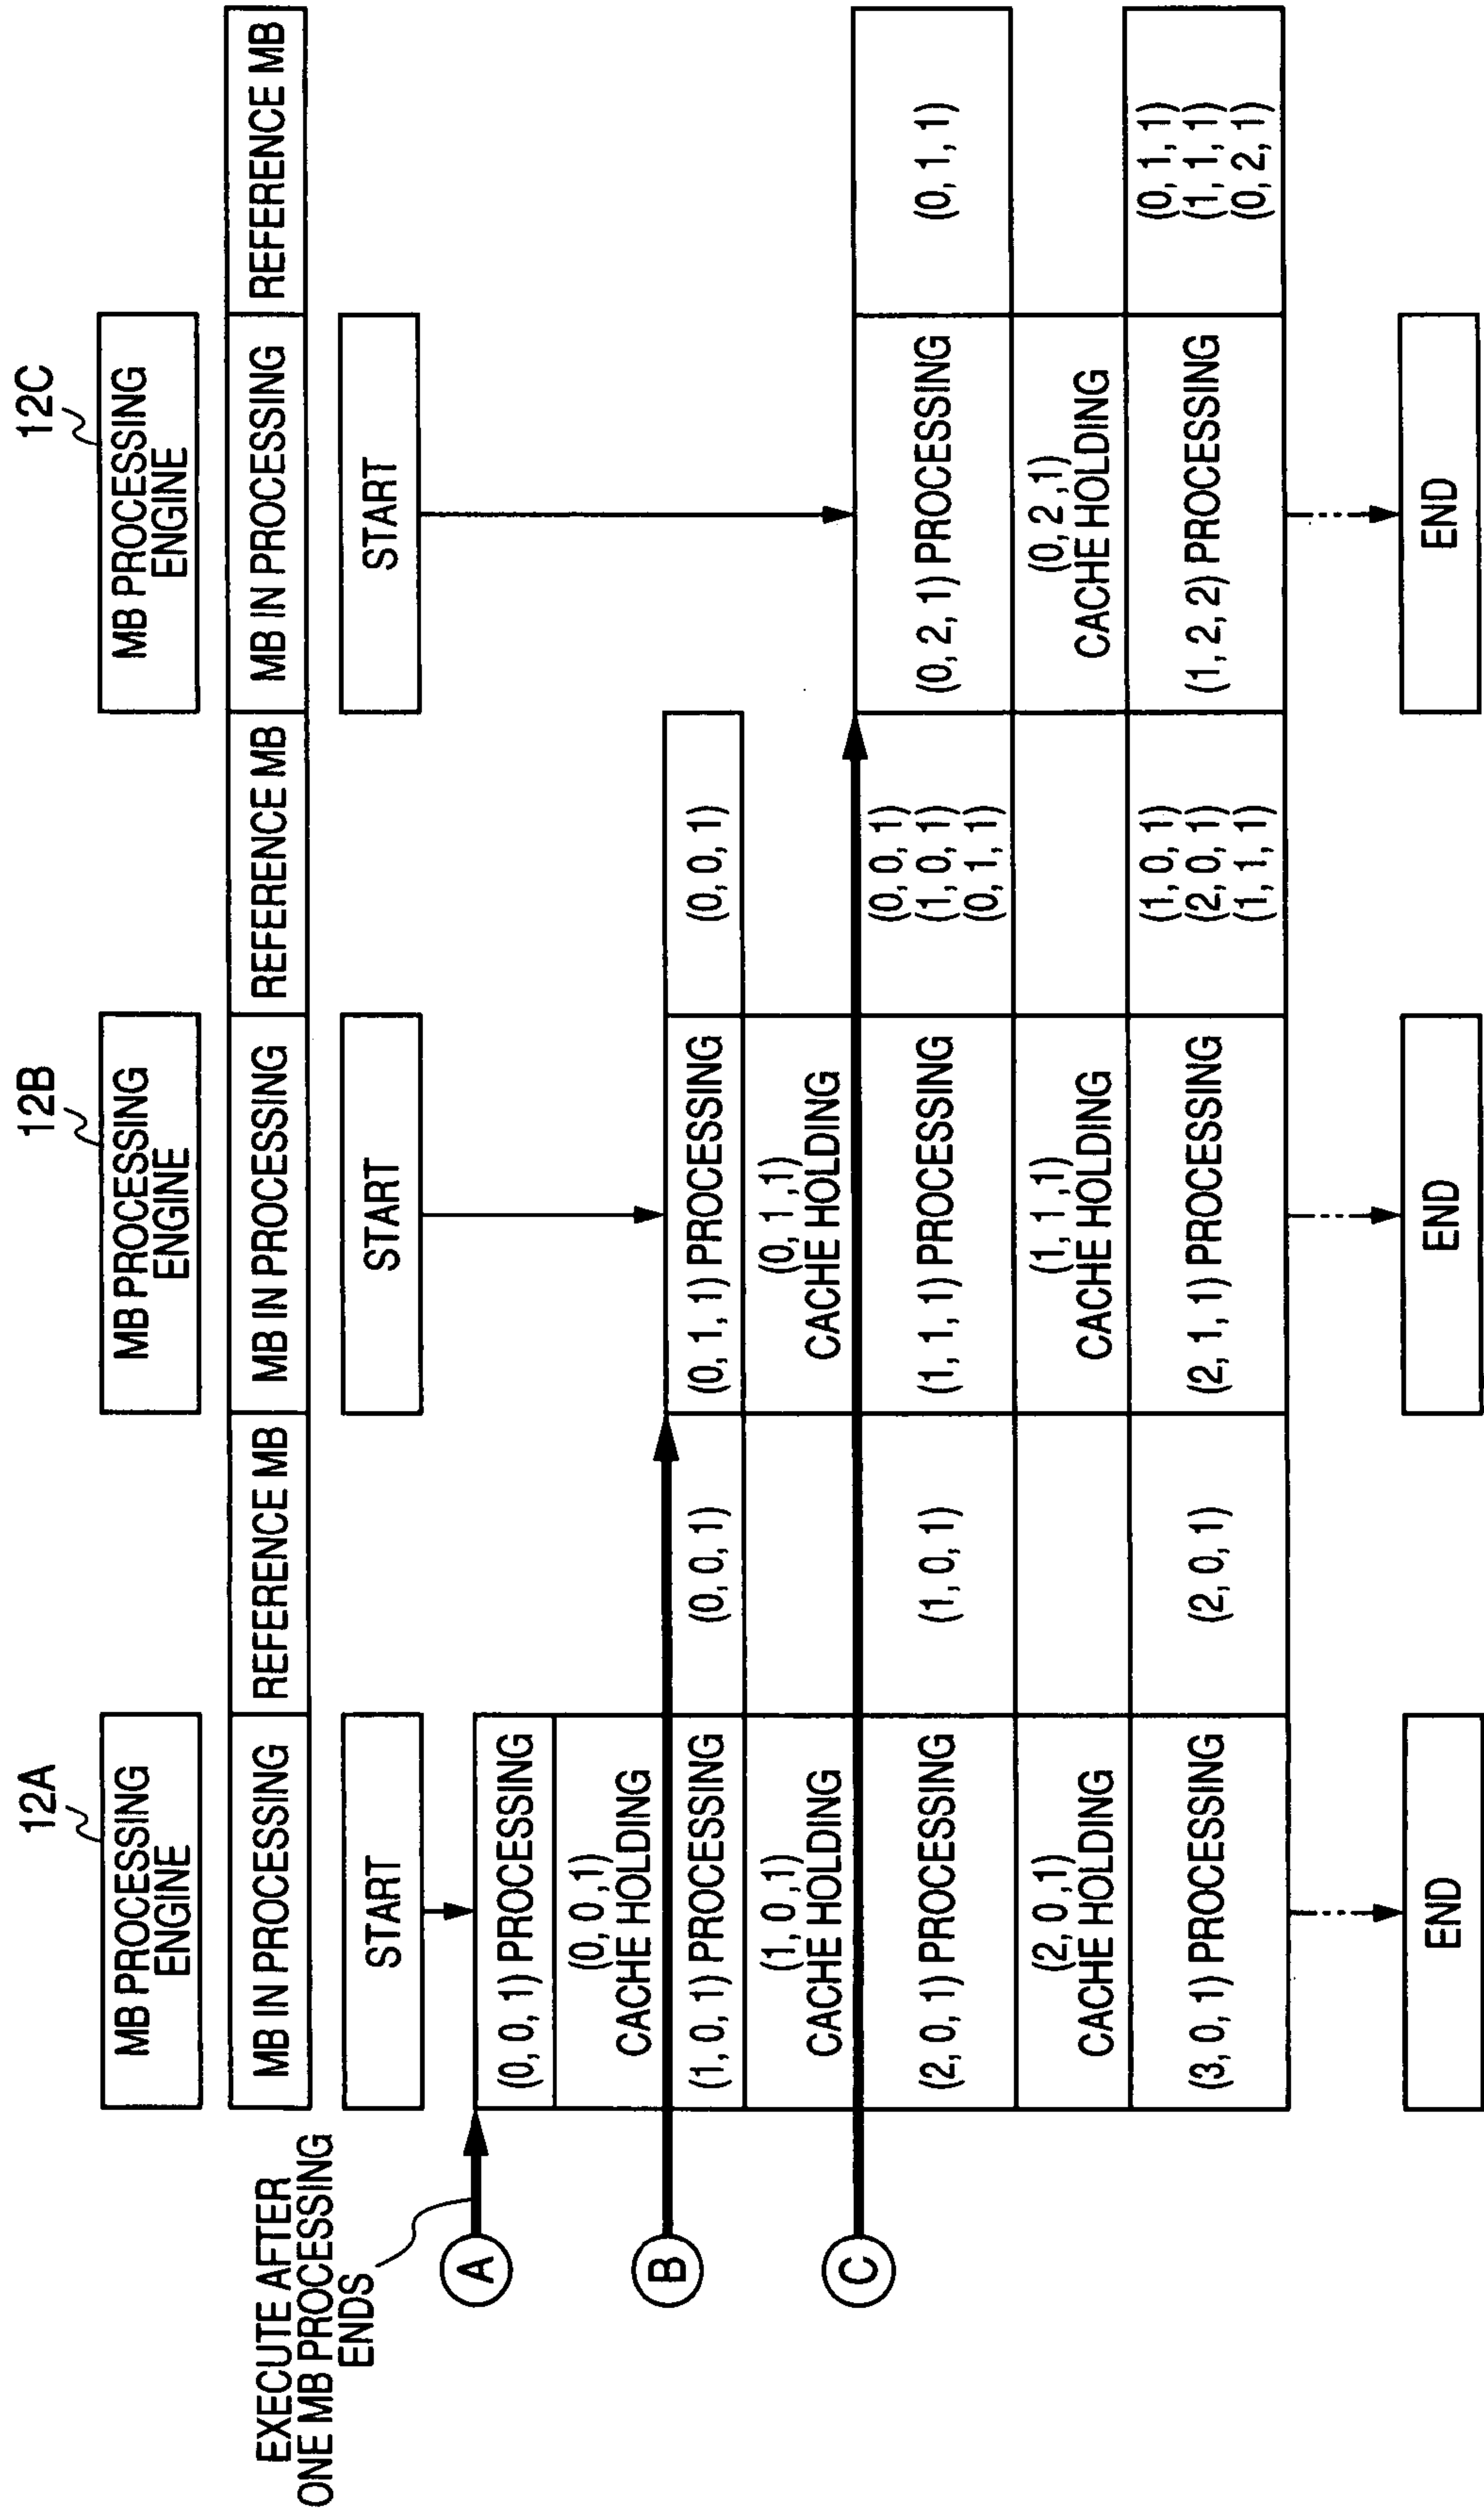 12A
12B
12C
MB PROCESSING
ENGINE
MB PROCESSING
ENGINE
MB PROCESSING
ENGINE
MB IN PROCESSING
REFERENCE MB
MB IN PROCESSING
REFERENCE MB
MB IN PROCESSING
REFERENCE MB
EXECUTE AFTER
ONE MB PROCESSING
ENDS
START
START
START
A
(0, 0, 1) PROCESSING
(0, 0, 1)
CACHE HOLDING
B
(1, 0, 1) PROCESSING
(0, 0, 1)
(0, 1, 1) PROCESSING
(0, 0, 1)
(1, 0, 1)
CACHE HOLDING
(0, 1, 1)
CACHE HOLDING
C
(2, 0, 1) PROCESSING
(1, 0, 1)
(1, 1, 1) PROCESSING
(0, 0, 1)
(1, 0, 1)
(0, 1, 1)
(0, 2, 1) PROCESSING
(0, 1, 1)
(2, 0, 1)
CACHE HOLDING
(1, 1, 1)
CACHE HOLDING
(0, 2, 1)
CACHE HOLDING
(3, 0, 1) PROCESSING
(2, 0, 1)
(2, 1, 1) PROCESSING
(1, 0, 1)
(2, 0, 1)
(1, 1, 1)
(1, 2, 2) PROCESSING
(0, 1, 1)
(1, 1, 1)
(0, 2, 1)
END
END
END